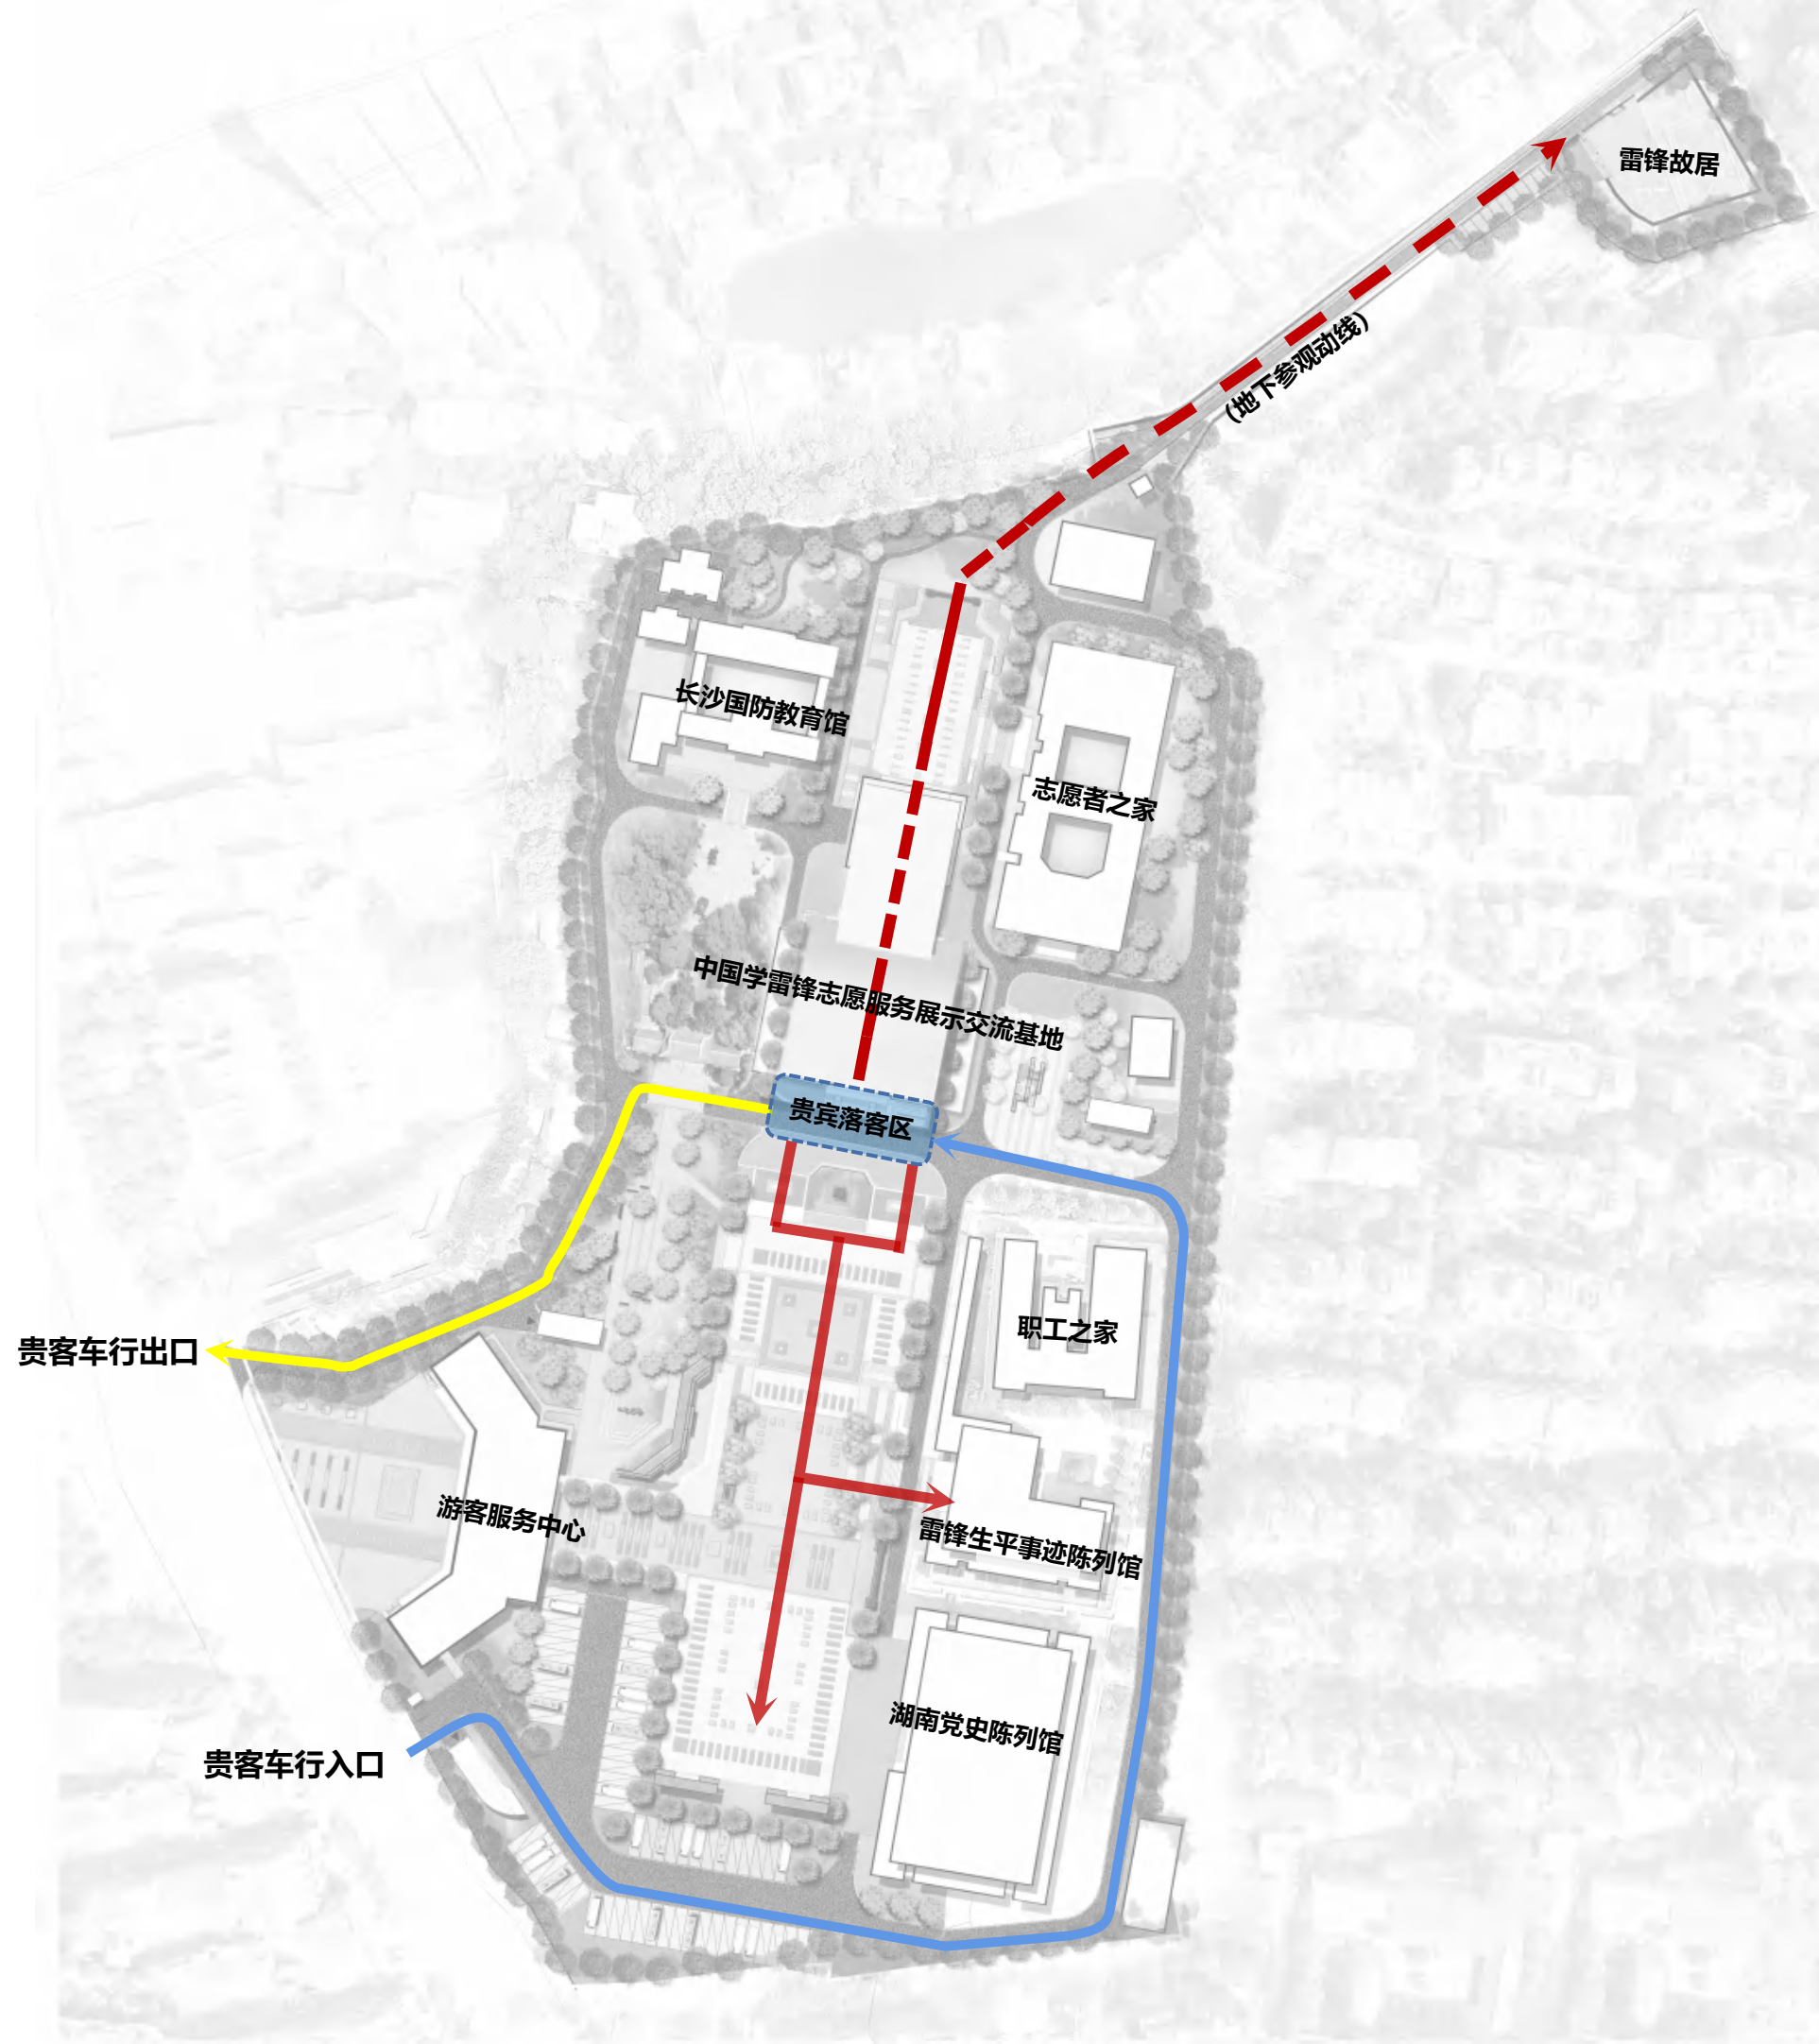 雷锋故居
(地下参观动线)
长沙国防教育馆
志愿者之家
中国学雷锋志愿服务展示交流基地
贵宾落客区
职工之家
贵客车行出口
游客服务中心
雷锋生平事迹陈列馆
湖南党史陈列馆
贵客车行入口